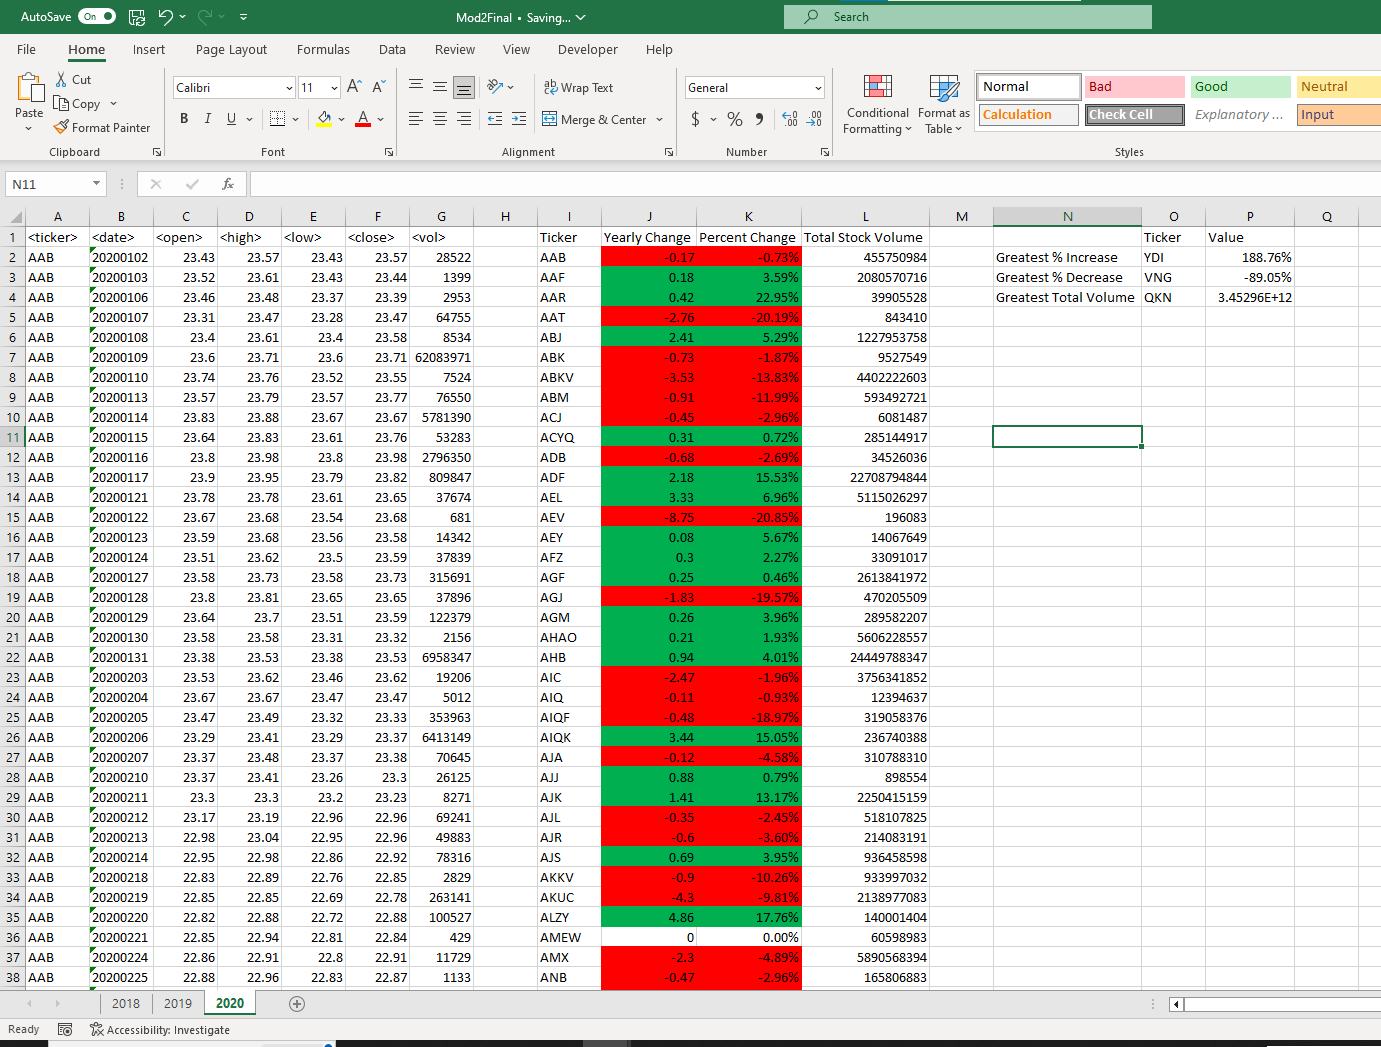 AutoSave On Mod2Final • Saving... Search
File Home Insert Page Layout Formulas Data Review View Developer Help
Paste Cut Copy Format Painter Clipboard
Calibri 11 B I U A Font
ab Wrap Text Merge & Center Alignment
General $ % 9 Number
Conditional Formatting Format as Table
Normal Bad Good Neutral
Calculation Check Cell Explanatory ... Input
Styles
N11 fx
A B C D E F G H I J K L M N O P Q
1 <ticker> <date> <open> <high> <low> <close> <vol> Ticker Yearly Change Percent Change Total Stock Volume Ticker Value
2 AAB 20200102 23.43 23.57 23.43 23.57 28522 AAB -0.17 -0.73% 455750984 Greatest % Increase YDI 188.76%
3 AAB 20200103 23.52 23.61 23.43 23.44 1399 AAF 0.18 3.59% 2080570716 Greatest % Decrease VNG -89.05%
4 AAB 20200106 23.46 23.48 23.37 23.39 2953 AAR 0.42 22.95% 39905528 Greatest Total Volume QKN 3.45296E+12
5 AAB 20200107 23.31 23.47 23.28 23.47 64755 AAT -2.76 -20.19% 843410
6 AAB 20200108 23.4 23.61 23.4 23.58 8534 ABJ 2.41 5.29% 1227953758
7 AAB 20200109 23.6 23.71 23.6 23.71 62083971 ABK -0.73 -1.87% 9527549
8 AAB 20200110 23.74 23.76 23.52 23.55 7524 ABKV -3.53 -13.83% 4402222603
9 AAB 20200113 23.57 23.79 23.57 23.77 76550 ABM -0.91 -11.99% 593492721
10 AAB 20200114 23.83 23.88 23.67 23.67 5781390 ACJ -0.45 -2.96% 6081487
11 AAB 20200115 23.64 23.83 23.61 23.76 53283 ACYQ 0.31 0.72% 285144917
12 AAB 20200116 23.8 23.98 23.8 23.98 2796350 ADB -0.68 -2.69% 34526036
13 AAB 20200117 23.9 23.95 23.79 23.82 809847 ADF 2.18 15.53% 22708794844
14 AAB 20200121 23.78 23.78 23.61 23.65 37674 AEL 3.33 6.96% 5115026297
15 AAB 20200122 23.67 23.68 23.54 23.68 681 AEV -8.75 -20.85% 196083
16 AAB 20200123 23.59 23.68 23.56 23.58 14342 AEY 0.08 5.67% 14067649
17 AAB 20200124 23.51 23.62 23.5 23.59 37839 AFZ 0.3 2.27% 33091017
18 AAB 20200127 23.58 23.73 23.58 23.73 315691 AGF 0.25 0.46% 2613841972
19 AAB 20200128 23.8 23.81 23.65 23.65 37896 AGJ -1.83 -19.57% 470205509
20 AAB 20200129 23.64 23.7 23.51 23.59 122379 AGM 0.26 3.96% 289582207
21 AAB 20200130 23.58 23.58 23.31 23.32 2156 AHAO 0.21 1.93% 5606228557
22 AAB 20200131 23.38 23.53 23.38 23.53 6958347 AHB 0.94 4.01% 24449788347
23 AAB 20200203 23.53 23.62 23.46 23.62 19206 AIC -2.47 -1.96% 3756341852
24 AAB 20200204 23.67 23.67 23.47 23.47 5012 AIQ -0.11 -0.93% 12394637
25 AAB 20200205 23.47 23.49 23.32 23.33 353963 AIQF -0.48 -18.97% 319058376
26 AAB 20200206 23.29 23.41 23.29 23.37 6413149 AIQK 3.44 15.05% 236740388
27 AAB 20200207 23.37 23.48 23.37 23.38 70645 AJA -0.12 -4.58% 310788310
28 AAB 20200210 23.37 23.41 23.26 23.3 26125 AJJ 0.88 0.79% 898554
29 AAB 20200211 23.3 23.3 23.2 23.23 8271 AJK 1.41 13.17% 2250415159
30 AAB 20200212 23.17 23.19 22.96 22.96 69241 AJL -0.35 -2.45% 518107825
31 AAB 20200213 22.98 23.04 22.95 22.96 49883 AJR -0.6 -3.60% 214083191
32 AAB 20200214 22.95 22.98 22.86 22.92 78316 AJS 0.69 3.95% 936458598
33 AAB 20200218 22.83 22.89 22.76 22.85 2829 AKKV -0.9 -10.26% 933997032
34 AAB 20200219 22.85 22.85 22.69 22.78 263141 AKUC -4.3 -9.81% 2138977083
35 AAB 20200220 22.82 22.88 22.72 22.88 100527 ALZY 4.86 17.76% 140001404
36 AAB 20200221 22.85 22.94 22.81 22.84 429 AMEW 0 0.00% 60598983
37 AAB 20200224 22.86 22.91 22.8 22.91 11729 AMX -2.3 -4.89% 5890568394
38 AAB 20200225 22.88 22.96 22.83 22.87 1133 ANB -0.47 -2.96% 165806883
2018 2019 2020
Ready Accessibility: Investigate